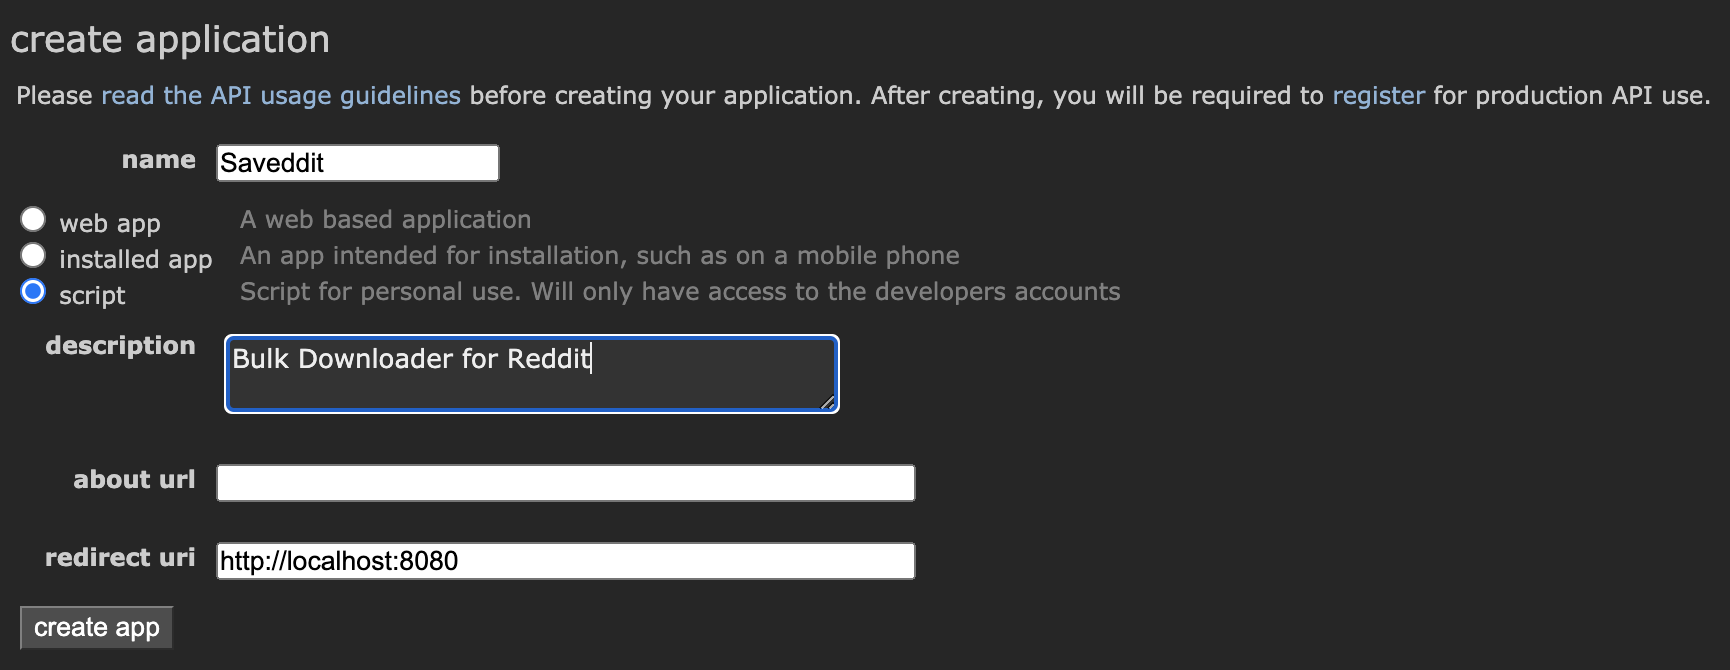 create application
Please read the API usage guidelines before creating your application. After creating, you will be required to register for production API use.
name Saveddit
web app A web based application
installed app An app intended for installation, such as on a mobile phone
script Script for personal use. Will only have access to the developers accounts
description Bulk Downloader for Reddit
about url
redirect uri http://localhost:8080
create app